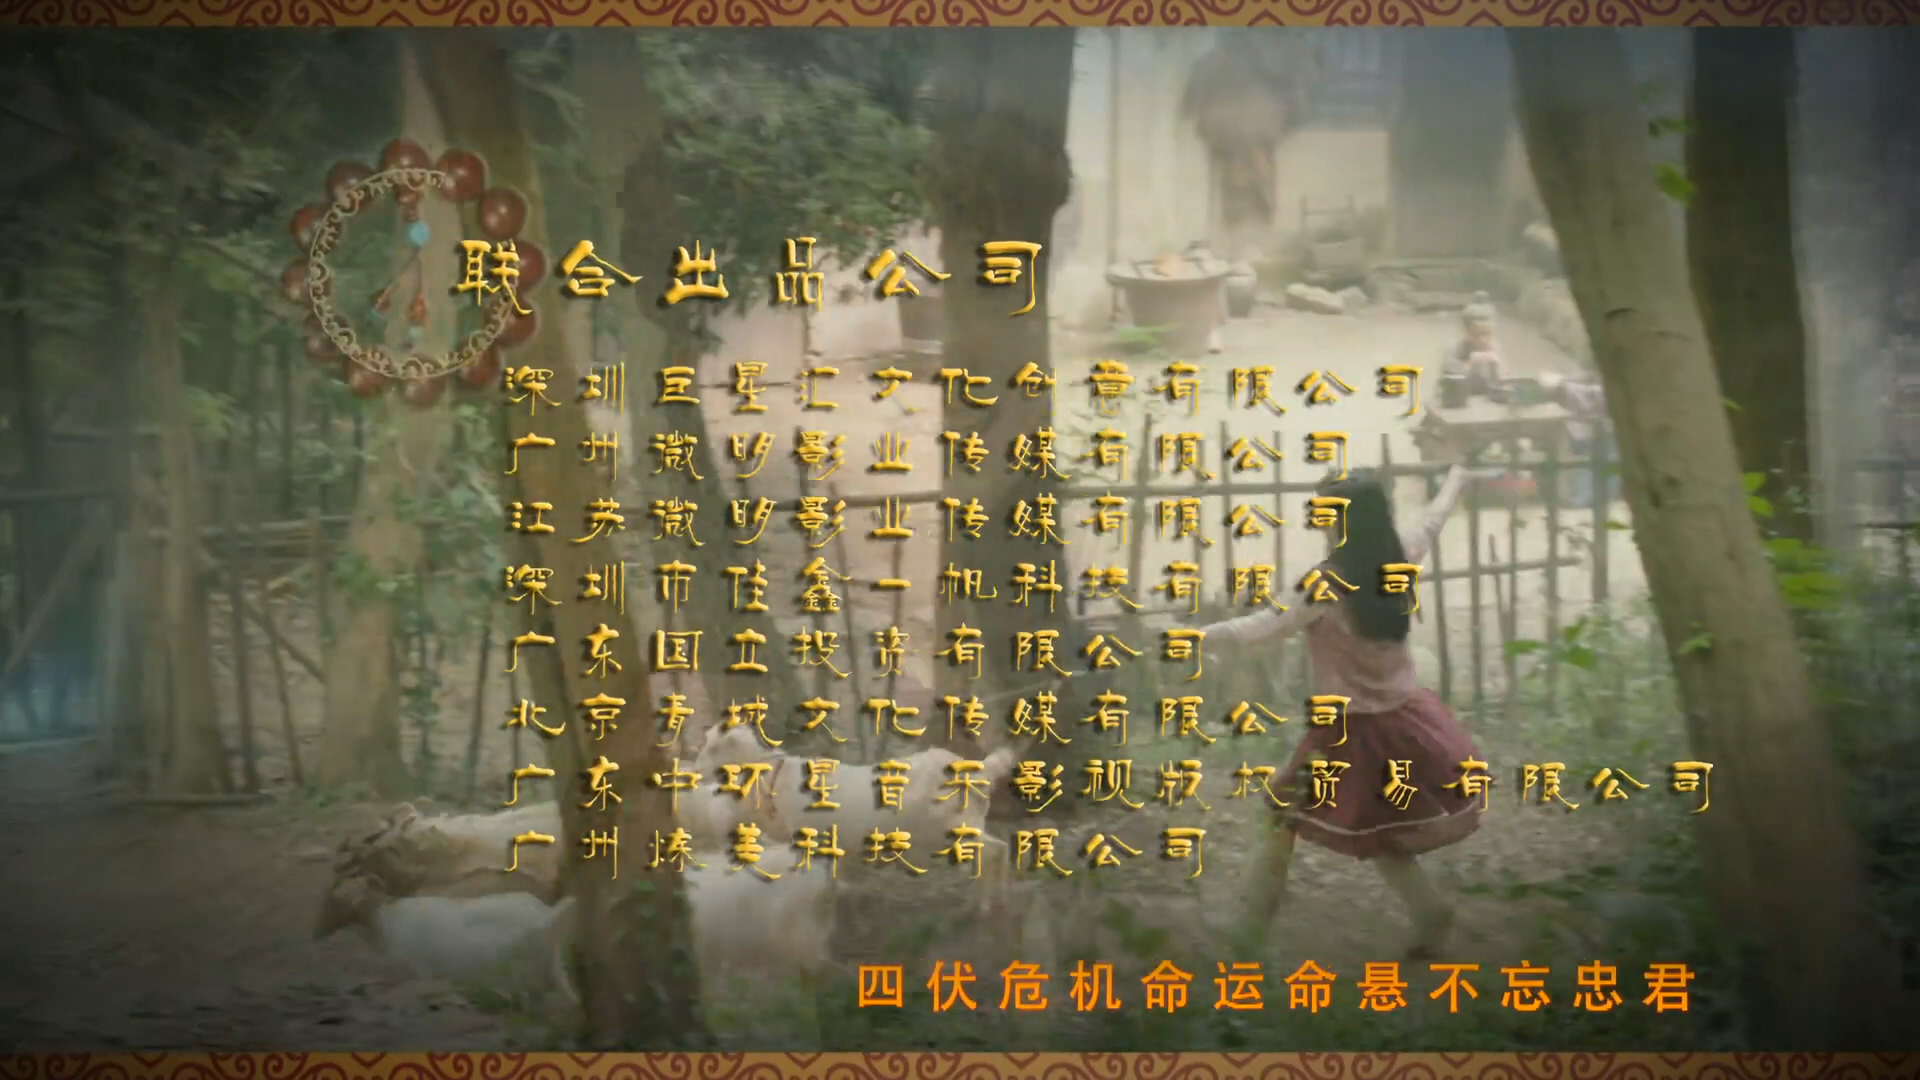 联合出品公司
深圳巨星汇文化创意有限公司
广州微明影业传媒有限公司
江苏微明影业传媒有限公司
深圳市佳鑫一帆科技有限公司
广东国立投资有限公司
北京青域文化传媒有限公司
广东中环星音乐影视版权贸易有限公司
广州炼美科技有限公司
四伏危机命运命悬不忘忠君